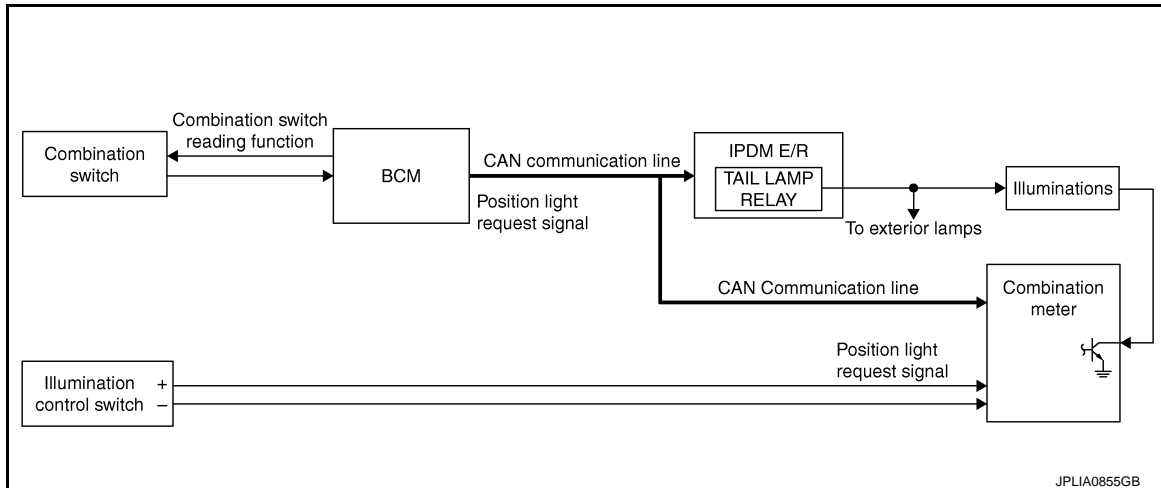 Combination switch
reading function
Combination
switch
BCM
CAN communication line
Position light
request signal
IPDM E/R
TAIL LAMP
RELAY
To exterior lamps
Illuminations
CAN Communication line
Combination
meter
Position light
request signal
Illumination
control switch
+
–
JPLIA0855GB